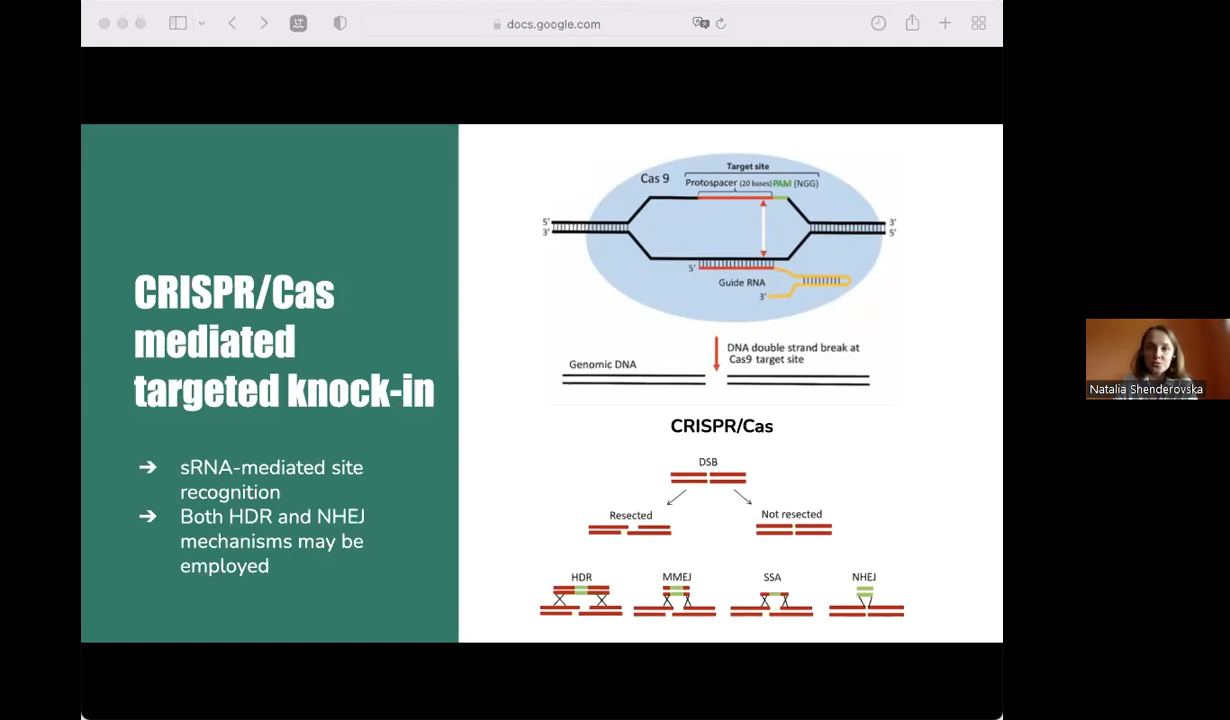 docs.google.com
CRISPR/Cas
mediated
targeted knock-in
➔ sRNA-mediated site
recognition
➔ Both HDR and NHEJ
mechanisms may be
employed
Target site
Cas 9
Protospacer (20 bases) PAM (NGG)
5'
3'
3'
5'
5'
Guide RNA
3'
DNA double strand break at
Cas9 target site
Genomic DNA
CRISPR/Cas
DSB
Resected
Not resected
HDR
MMEJ
SSA
NHEJ
Natalia Shenderovska